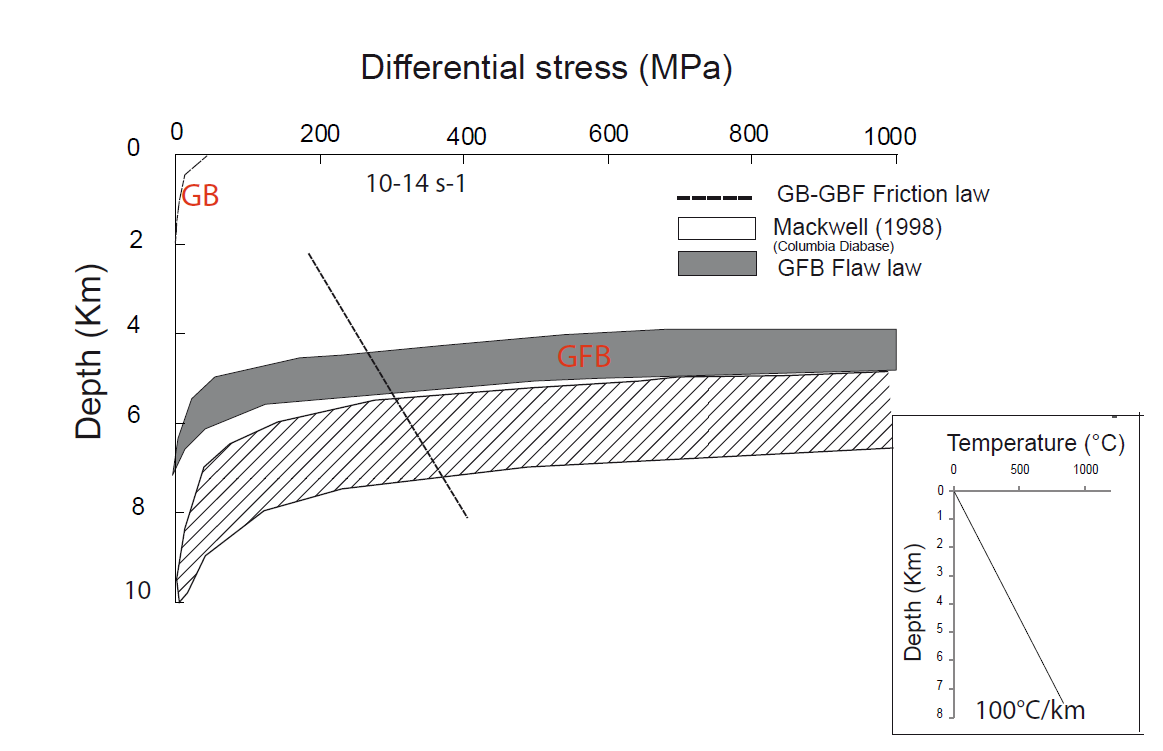 Differential stress (MPa)
0 200 400 600 800 1000
0
10-14 s-1
GB
GB-GBF Friction law
Mackwell (1998)
(Columbia Diabase)
GFB Flaw law
2
4
6
8
10
Depth (Km)
GFB
Temperature (°C)
0 500 1000
0
1
2
3
4
5
6
7
8
Depth (Km)
100°C/km